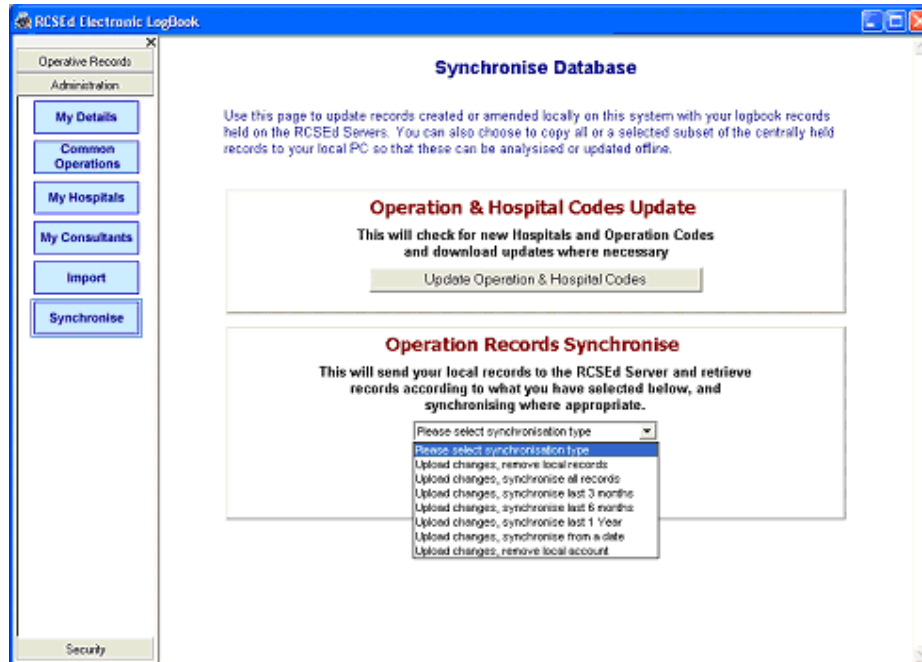 RCSEd Electronic LogBook
Operative Records
Administration
My Details
Common
Operations
My Hospitals
My Consultants
Import
Synchronise
Security
Synchronise Database
Use this page to update records created or amended locally on this system with your logbook records
held on the RCSEd Servers. You can also choose to copy all or a selected subset of the centrally held
records to your local PC so that these can be analysised or updated offline.
Operation & Hospital Codes Update
This will check for new Hospitals and Operation Codes
and download updates where necessary
Update Operation & Hospital Codes
Operation Records Synchronise
This will send your local records to the RCSEd Server and retrieve
records according to what you have selected below, and
synchronising where appropriate.
Please select synchronisation type
Please select synchronisation type
Upload changes, remove local records
Upload changes, synchronise all records
Upload changes, synchronise last 3 months
Upload changes, synchronise last 6 months
Upload changes, synchronise last 1 Year
Upload changes, synchronise from a date
Upload changes, remove local account